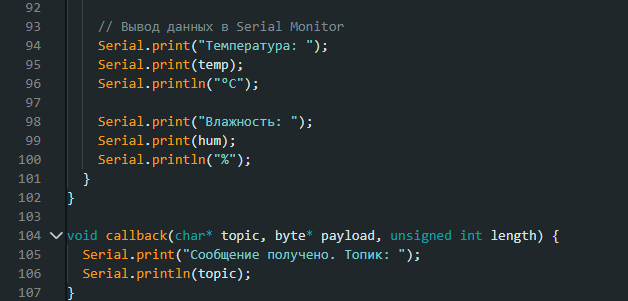 92
93 // Вывод данных в Serial Monitor
94 Serial.print("Температура: ");
95 Serial.print(temp);
96 Serial.println("°C");
97
98 Serial.print("Влажность: ");
99 Serial.print(hum);
100 Serial.println("%");
101 }
102 }
103
104 void callback(char* topic, byte* payload, unsigned int length) {
105 Serial.print("Сообщение получено. Топик: ");
106 Serial.println(topic);
107 }